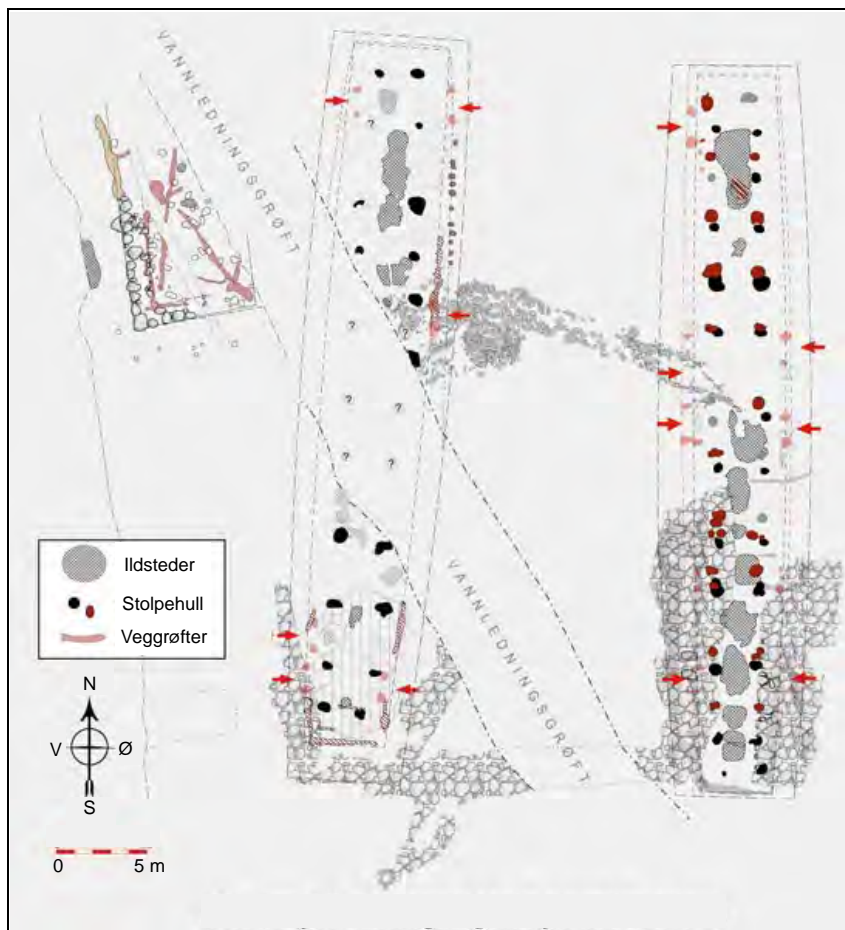 VANNLEDNINGSGRØFT
?
?
?
?
?
?
?
?
VANNLEDNINGSGRØFT
Ildsteder
Stolpehull
Veggrøfter
N
V Ø
S
0 5 m